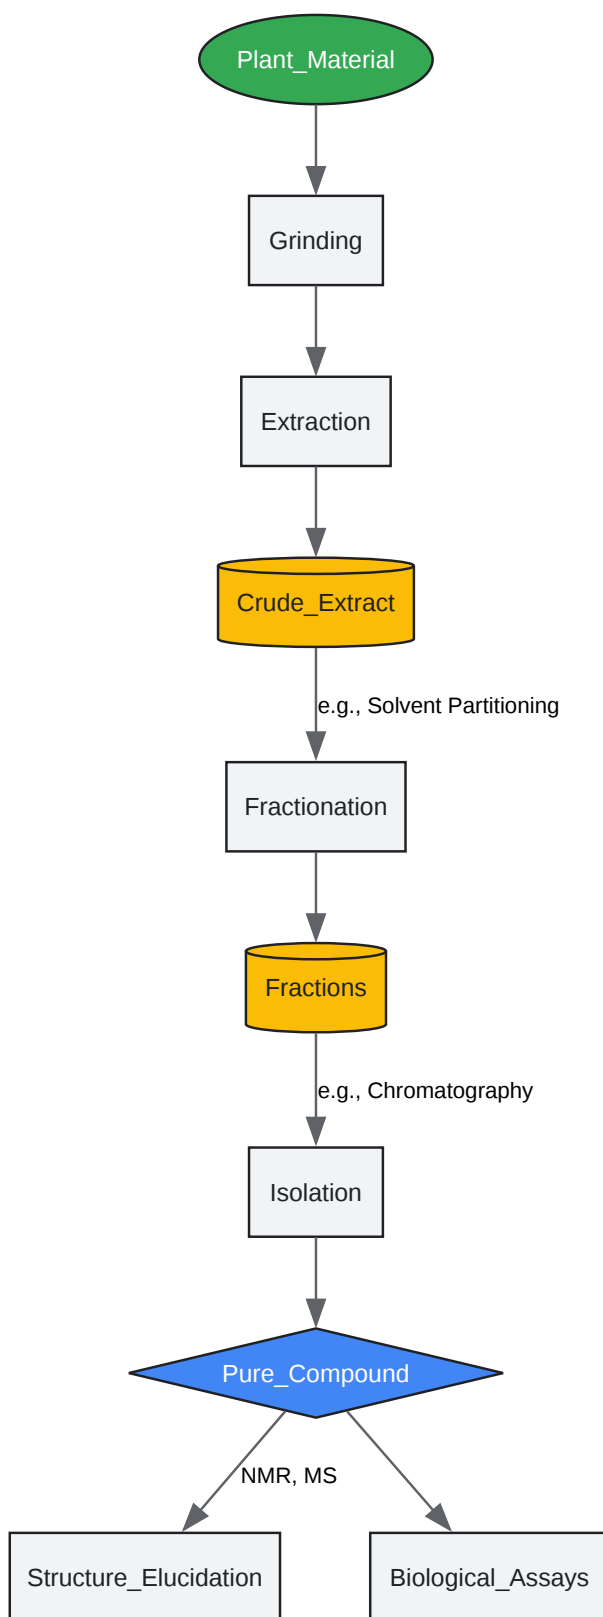 Plant_Material
Grinding
Extraction
Crude_Extract
e.g., Solvent Partitioning
Fractionation
Fractions
e.g., Chromatography
Isolation
Pure_Compound
NMR, MS
Structure_Elucidation
Biological_Assays